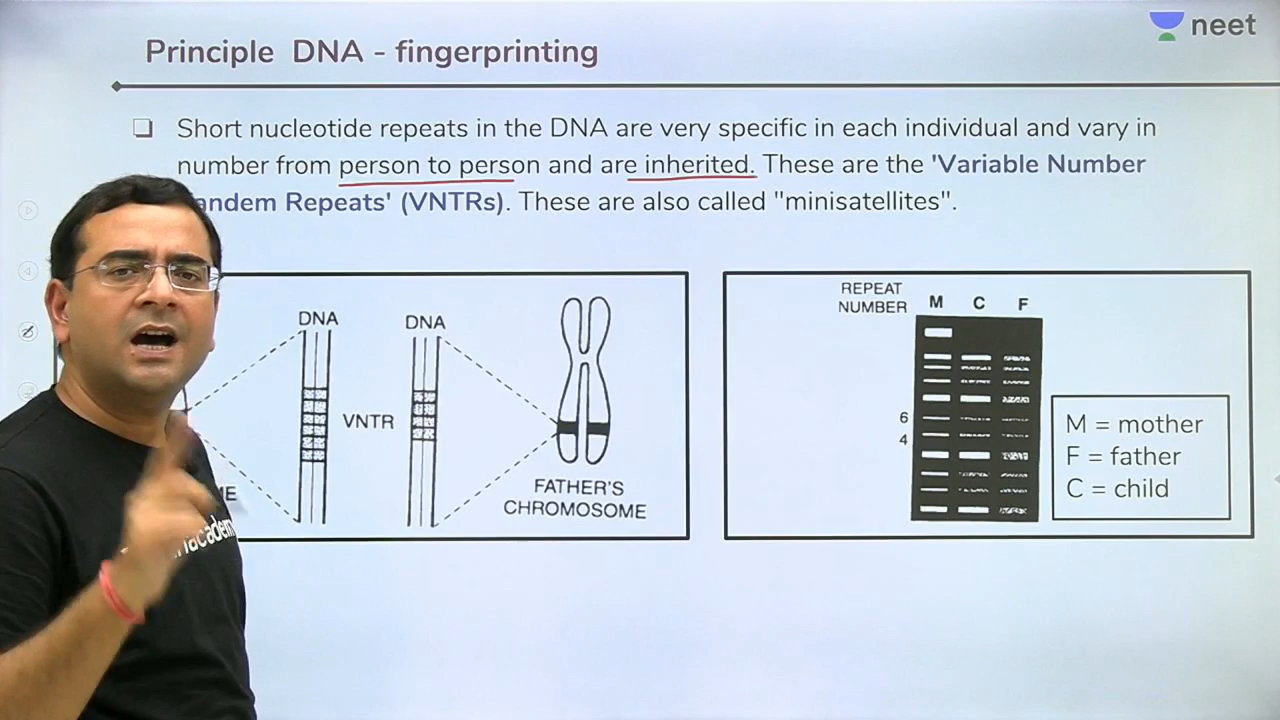 neet
Principle DNA - fingerprinting
Short nucleotide repeats in the DNA are very specific in each individual and vary in
number from person to person and are inherited. These are the 'Variable Number
andem Repeats' (VNTRs). These are also called "minisatellites".
DNA
DNA
VNTR
FATHER'S
CHROMOSOME
REPEAT
NUMBER
M C F
6
4
M = mother
F = father
C = child